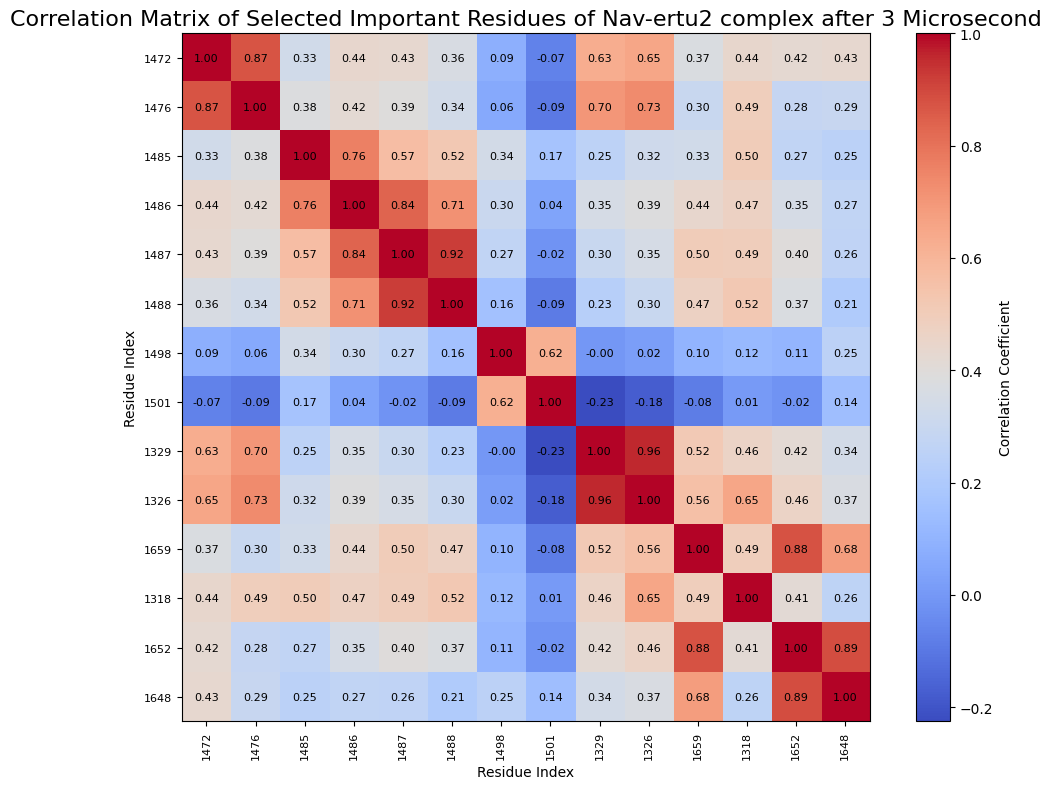 Correlation Matrix of Selected Important Residues of Nav-ertu2 complex after 3 Microsecond
1472 1.00 0.87 0.33 0.44 0.43 0.36 0.09 -0.07 0.63 0.65 0.37 0.44 0.42 0.43
1476 0.87 1.00 0.38 0.42 0.39 0.34 0.06 -0.09 0.70 0.73 0.30 0.49 0.28 0.29
1485 0.33 0.38 1.00 0.76 0.57 0.52 0.34 0.17 0.25 0.32 0.33 0.50 0.27 0.25
1486 0.44 0.42 0.76 1.00 0.84 0.71 0.30 0.04 0.35 0.39 0.44 0.47 0.35 0.27
1487 0.43 0.39 0.57 0.84 1.00 0.92 0.27 -0.02 0.30 0.35 0.50 0.49 0.40 0.26
1488 0.36 0.34 0.52 0.71 0.92 1.00 0.16 -0.09 0.23 0.30 0.47 0.52 0.37 0.21
1498 0.09 0.06 0.34 0.30 0.27 0.16 1.00 0.62 -0.00 0.02 0.10 0.12 0.11 0.25
1501 -0.07 -0.09 0.17 0.04 -0.02 -0.09 0.62 1.00 -0.23 -0.18 -0.08 0.01 -0.02 0.14
1329 0.63 0.70 0.25 0.35 0.30 0.23 -0.00 -0.23 1.00 0.96 0.52 0.46 0.42 0.34
1326 0.65 0.73 0.32 0.39 0.35 0.30 0.02 -0.18 0.96 1.00 0.56 0.65 0.46 0.37
1659 0.37 0.30 0.33 0.44 0.50 0.47 0.10 -0.08 0.52 0.56 1.00 0.49 0.88 0.68
1318 0.44 0.49 0.50 0.47 0.49 0.52 0.12 0.01 0.46 0.65 0.49 1.00 0.41 0.26
1652 0.42 0.28 0.27 0.35 0.40 0.37 0.11 -0.02 0.42 0.46 0.88 0.41 1.00 0.89
1648 0.43 0.29 0.25 0.27 0.26 0.21 0.25 0.14 0.34 0.37 0.68 0.26 0.89 1.00
1472 1476 1485 1486 1487 1488 1498 1501 1329 1326 1659 1318 1652 1648
Residue Index
Residue Index
1.0
0.8
0.6
0.4
0.2
0.0
−0.2
Correlation Coefficient